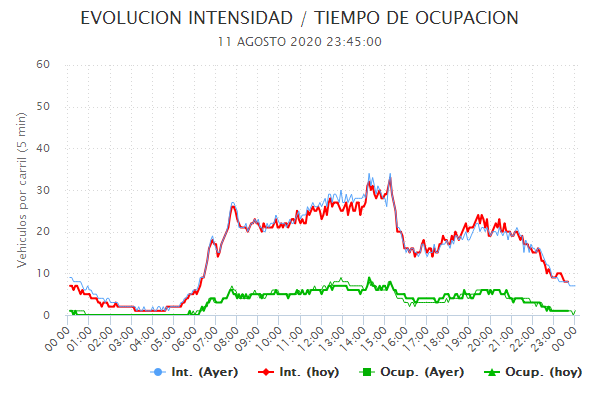 EVOLUCION INTENSIDAD / TIEMPO DE OCUPACION
11 AGOSTO 2020 23:45:00
Vehículos por carril (5 min)
60
50
40
30
20
10
0
00:00 01:00 02:00 03:00 04:00 05:00 06:00 07:00 08:00 09:00 10:00 11:00 12:00 13:00 14:00 15:00 16:00 17:00 18:00 19:00 20:00 21:00 22:00 23:00 00:00
Int. (Ayer) Int. (hoy) Ocup. (Ayer) Ocup. (hoy)